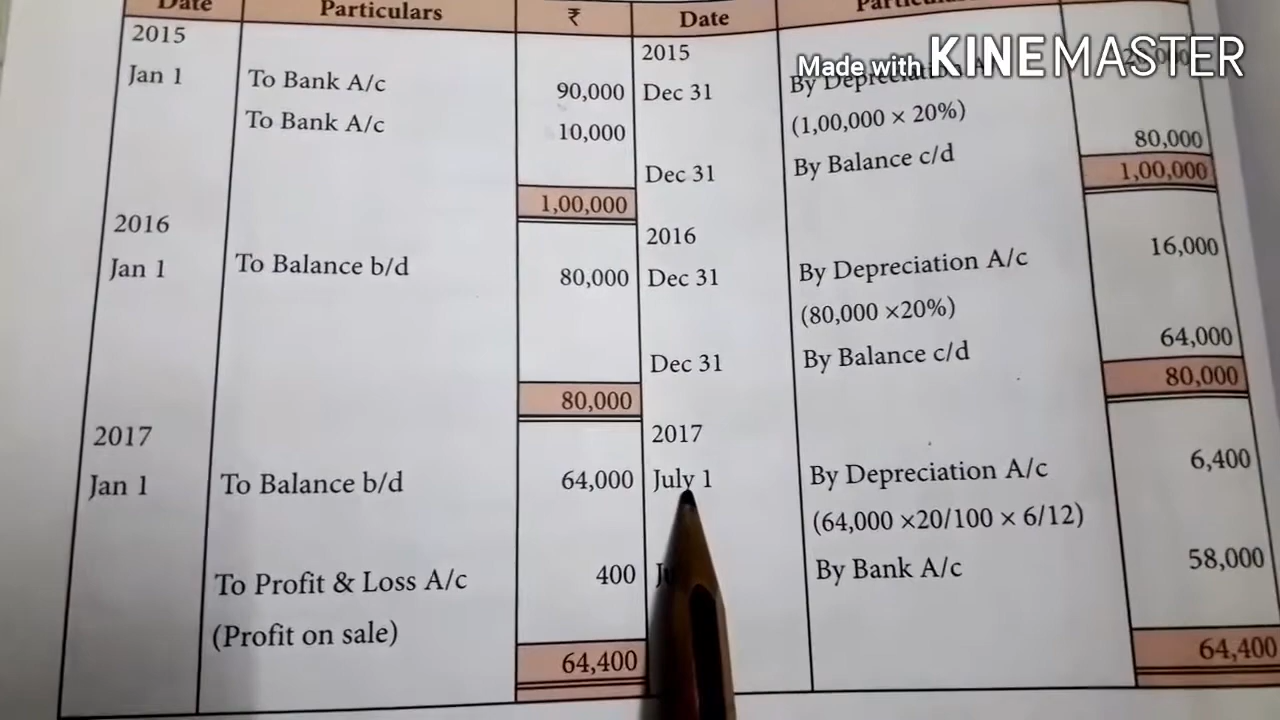 Date Particulars ₹ Date
2015 2015
Made with KINEMASTER
Jan 1 To Bank A/c 90,000 Dec 31 By Depreciation
To Bank A/c 10,000 (1,00,000 × 20%)
Dec 31 By Balance c/d 80,000
1,00,000 1,00,000
2016 2016
Jan 1 To Balance b/d 80,000 Dec 31 By Depreciation A/c 16,000
(80,000 ×20%)
Dec 31 By Balance c/d 64,000
80,000 80,000
2017 2017
Jan 1 To Balance b/d 64,000 July 1 By Depreciation A/c 6,400
(64,000 ×20/100 × 6/12)
To Profit & Loss A/c 400 By Bank A/c 58,000
(Profit on sale)
64,400 64,400